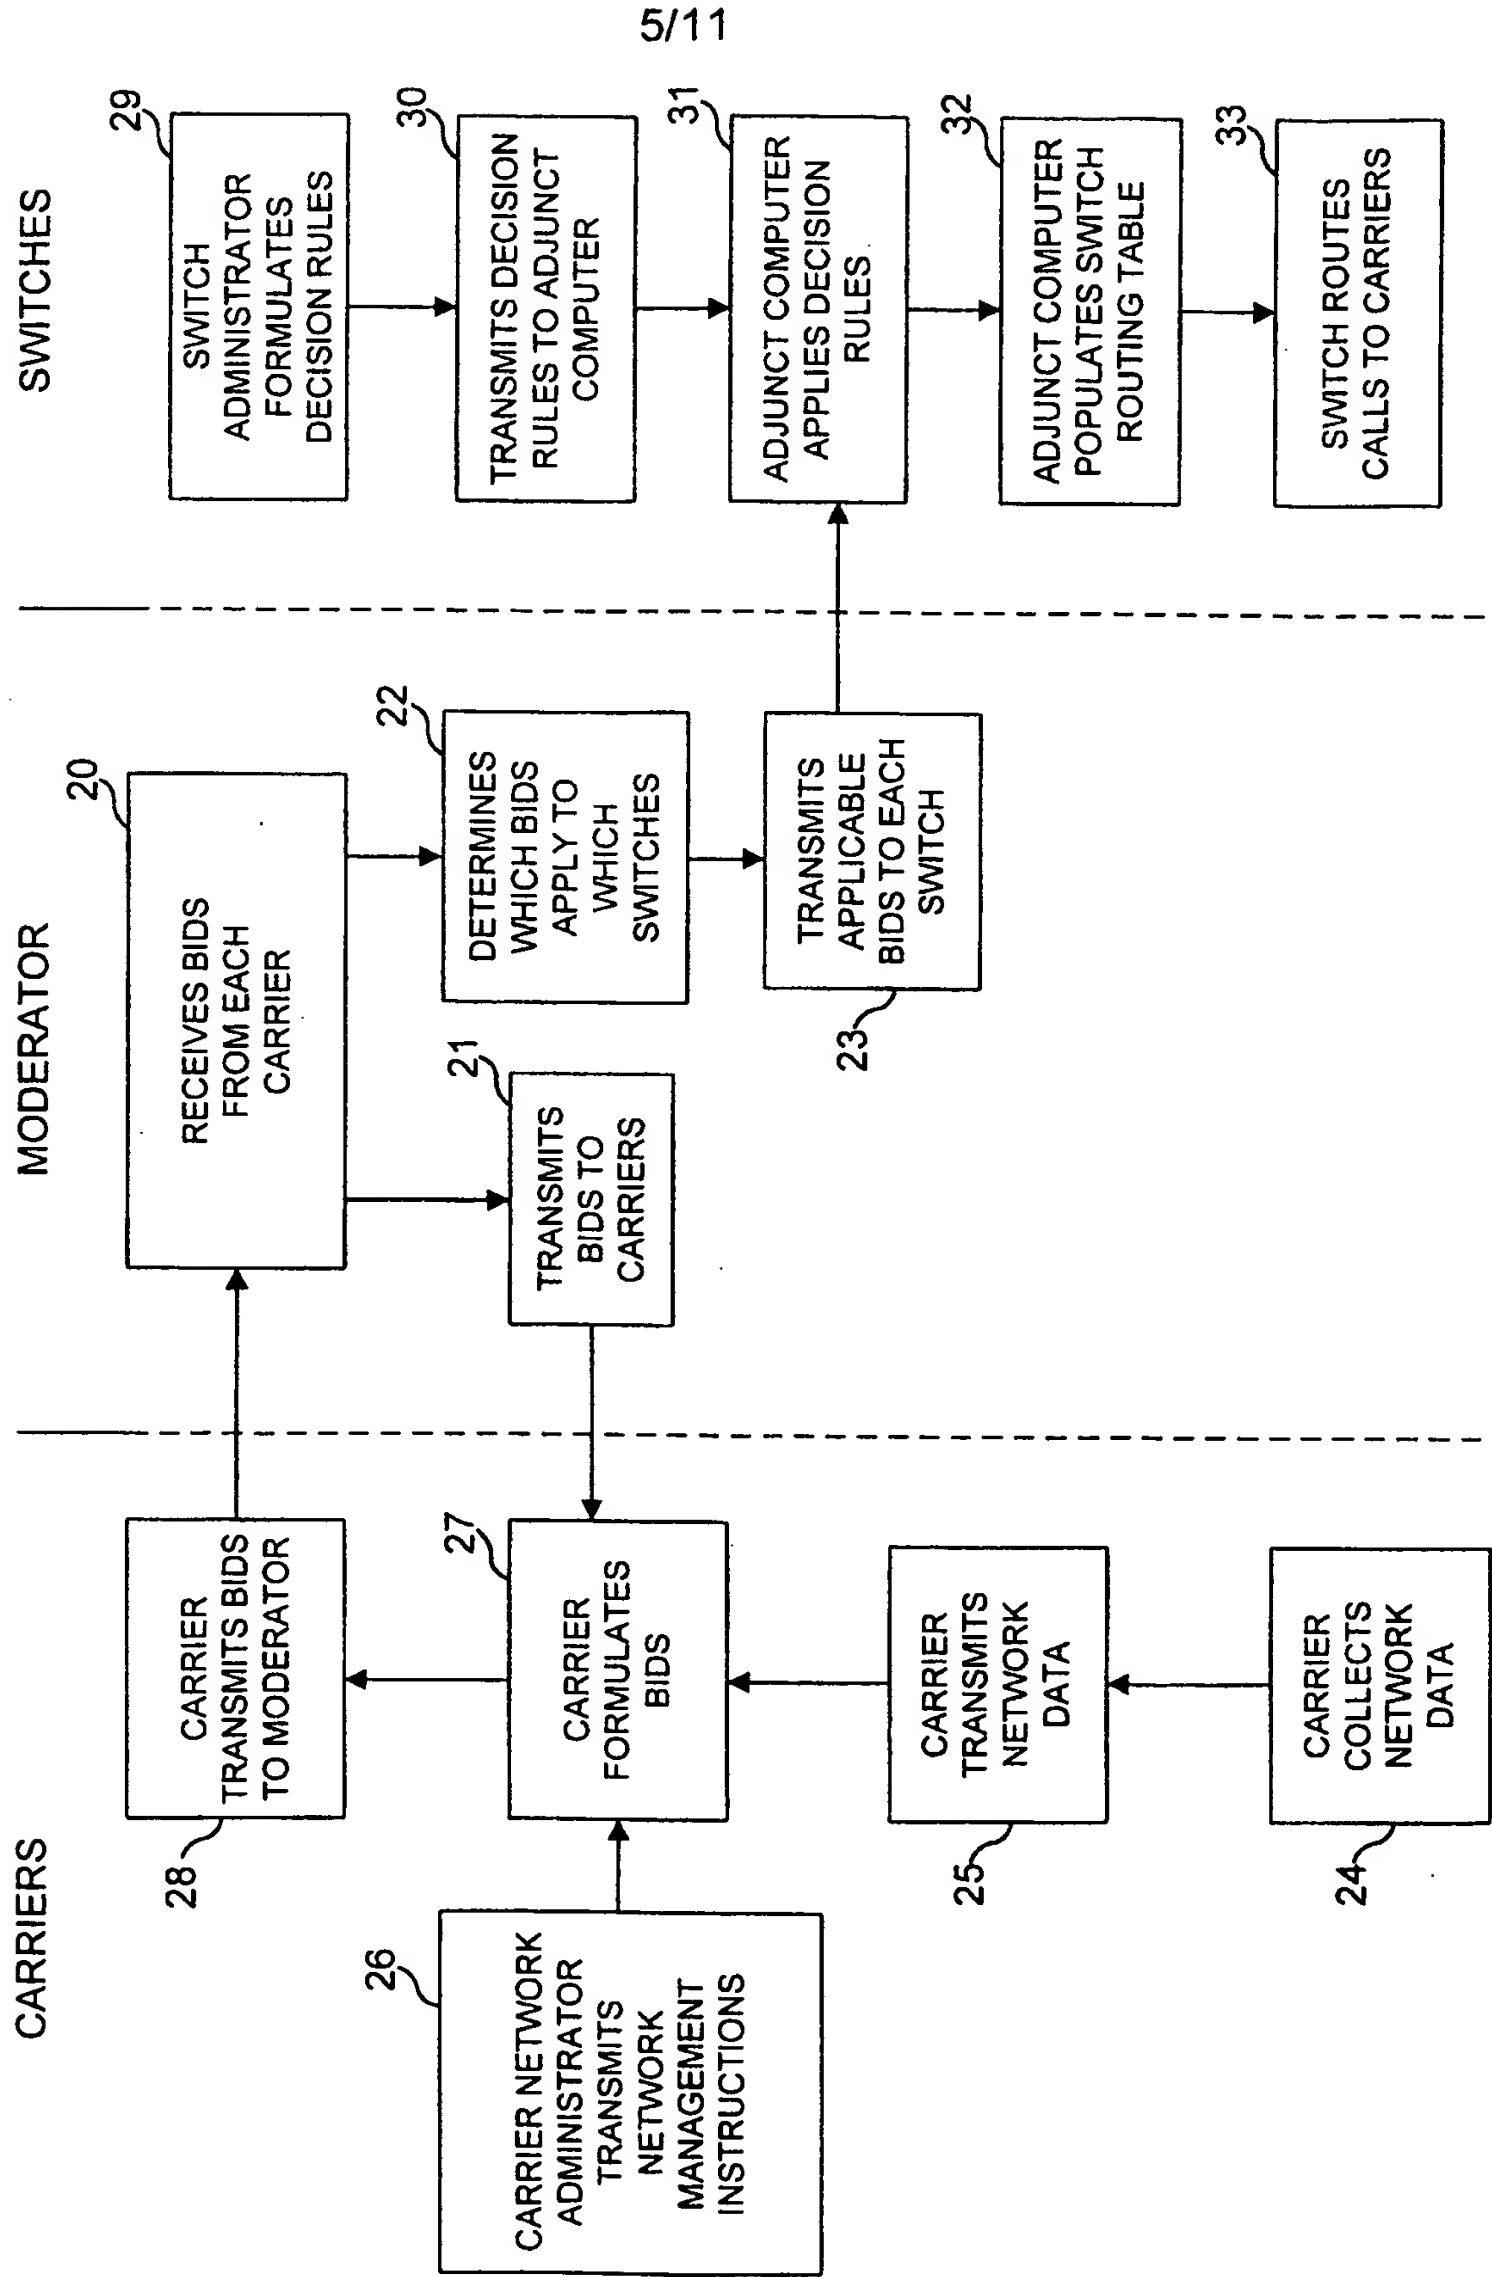 5/11
CARRIERS
MODERATOR
SWITCHES
28
CARRIER
TRANSMITS BIDS
TO MODERATOR
26
CARRIER NETWORK
ADMINISTRATOR
TRANSMITS
NETWORK
MANAGEMENT
INSTRUCTIONS
27
CARRIER
FORMULATES
BIDS
25
CARRIER
TRANSMITS
NETWORK
DATA
24
CARRIER
COLLECTS
NETWORK
DATA
20
RECEIVES BIDS
FROM EACH
CARRIER
21
TRANSMITS
BIDS TO
CARRIERS
22
DETERMINES
WHICH BIDS
APPLY TO
WHICH
SWITCHES
23
TRANSMITS
APPLICABLE
BIDS TO EACH
SWITCH
29
SWITCH
ADMINISTRATOR
FORMULATES
DECISION RULES
30
TRANSMITS DECISION
RULES TO ADJUNCT
COMPUTER
31
ADJUNCT COMPUTER
APPLIES DECISION
RULES
32
ADJUNCT COMPUTER
POPULATES SWITCH
ROUTING TABLE
33
SWITCH ROUTES
CALLS TO CARRIERS